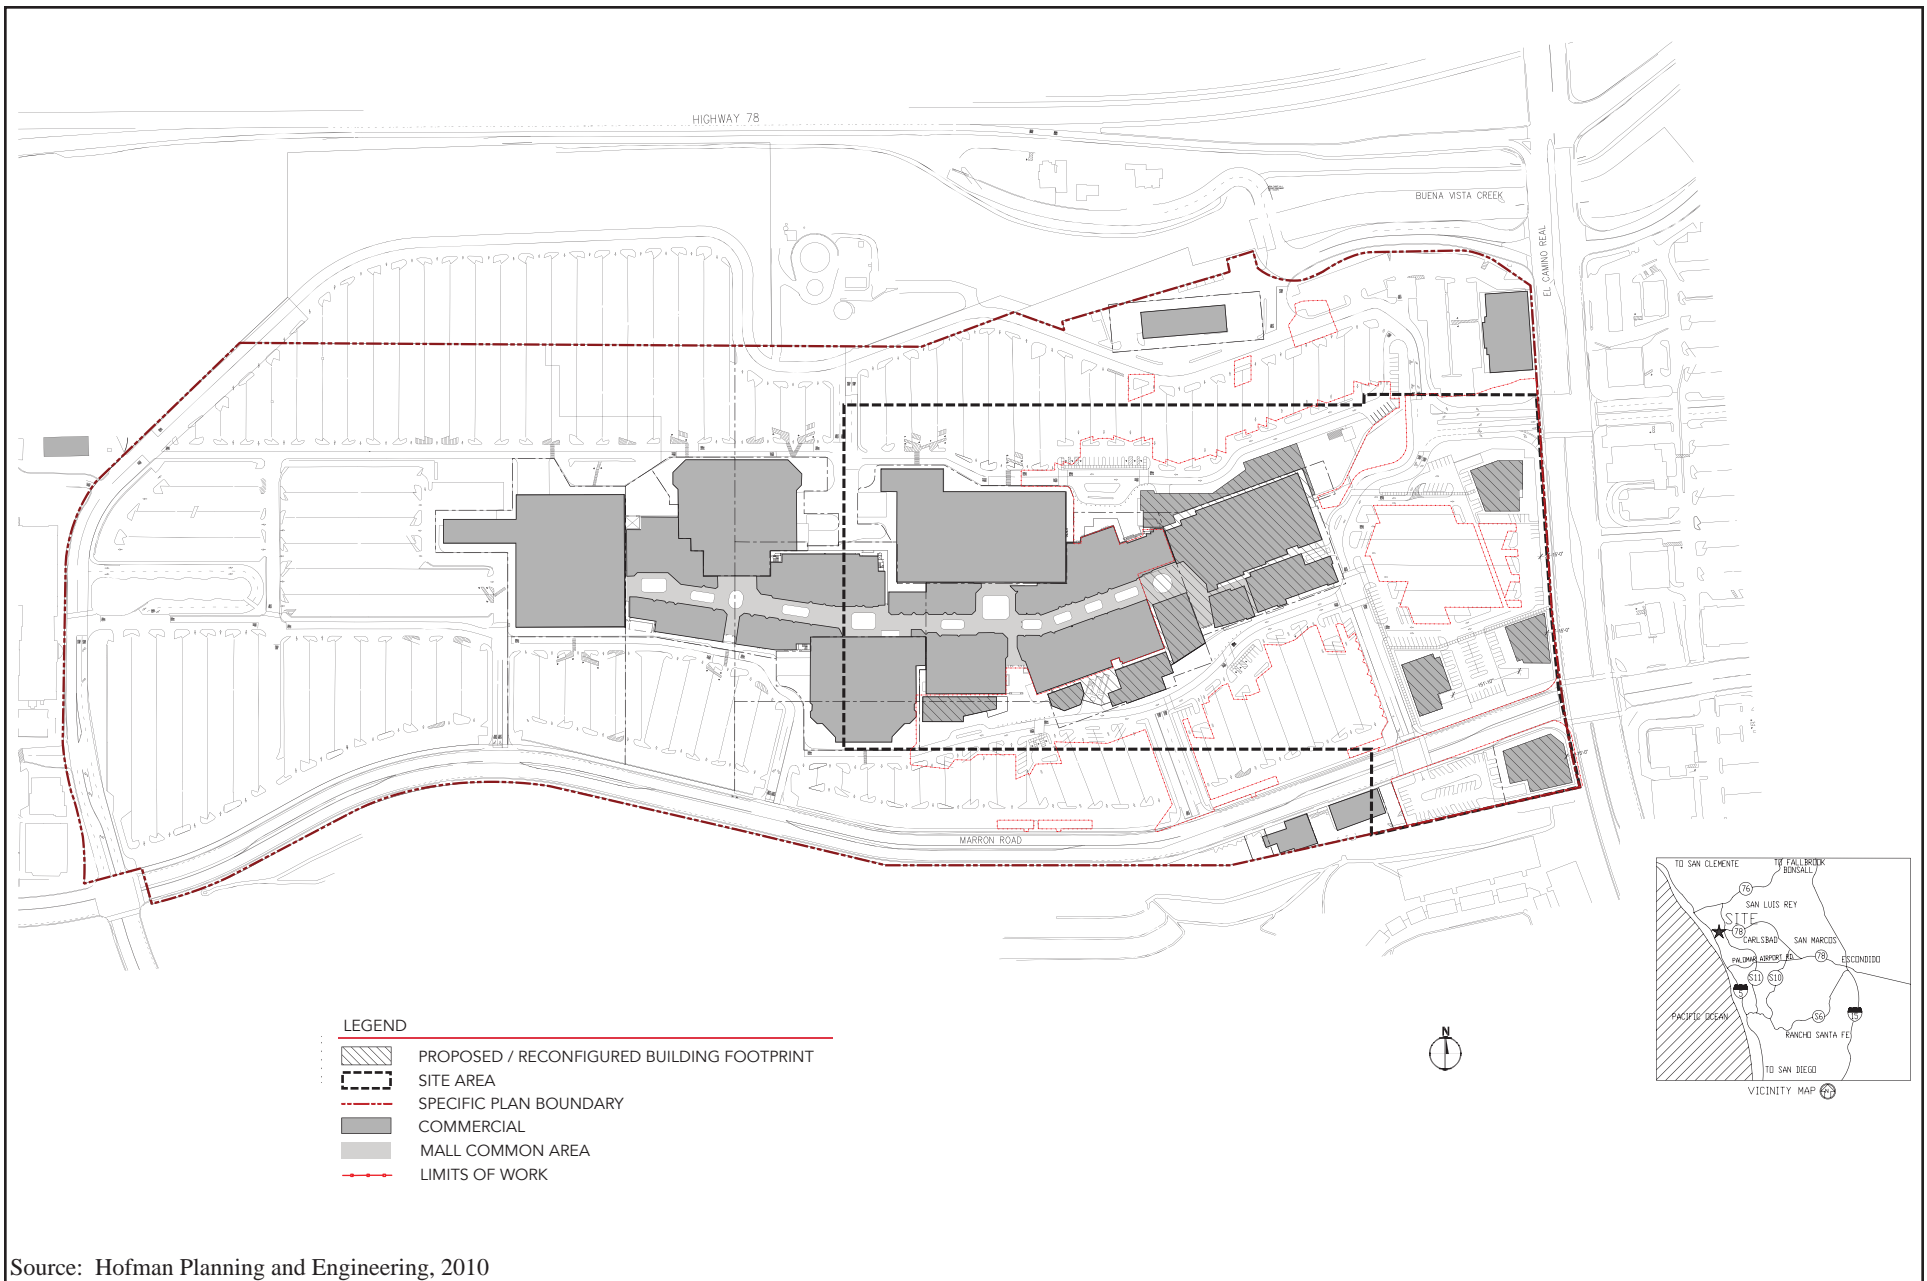 HIGHWAY 78
BUENA VISTA CREEK
EL CAMINO REAL
MARRON ROAD
LEGEND
PROPOSED / RECONFIGURED BUILDING FOOTPRINT
SITE AREA
SPECIFIC PLAN BOUNDARY
COMMERCIAL
MALL COMMON AREA
LIMITS OF WORK
N
TO SAN CLEMENTE
TO FALLBROOK
BONSALL
76
SAN LUIS REY
SITE
78
CARLSBAD
SAN MARCOS
PALOMAR AIRPORT RD.
78
ESCONDIDO
S11
S10
5
PACIFIC OCEAN
S6
15
RANCHO SANTA FE
TO SAN DIEGO
VICINITY MAP
Source: Hofman Planning and Engineering, 2010